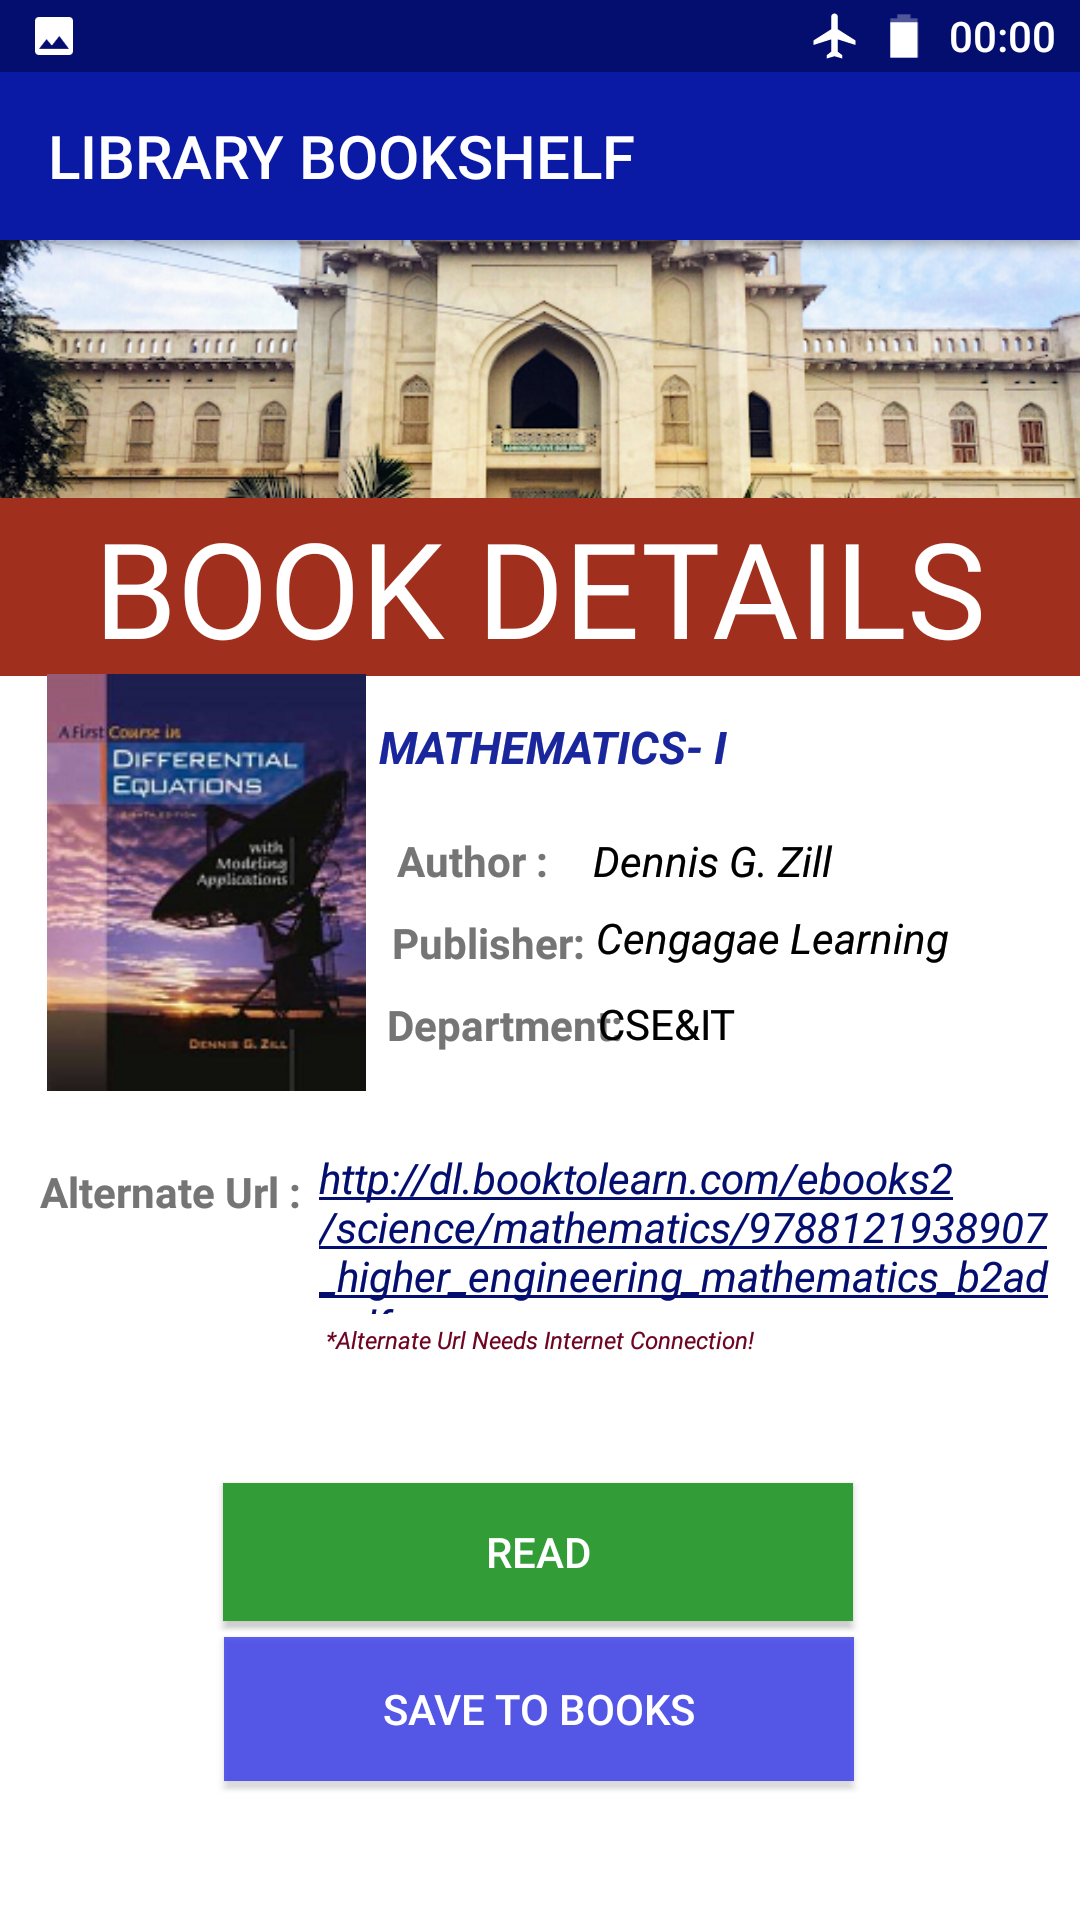 00:00
LIBRARY BOOKSHELF
BOOK DETAILS
A First Course in
DIFFERENTIAL
EQUATIONS
EIGHTH EDITION
with
Modeling
Applications
DENNIS G. ZILL
MATHEMATICS- I
Author : Dennis G. Zill
Publisher: Cengagae Learning
Department: CSE&IT
Alternate Url : http://dl.booktolearn.com/ebooks2
/science/mathematics/9788121938907
_higher_engineering_mathematics_b2ad
*Alternate Url Needs Internet Connection!
READ
SAVE TO BOOKS